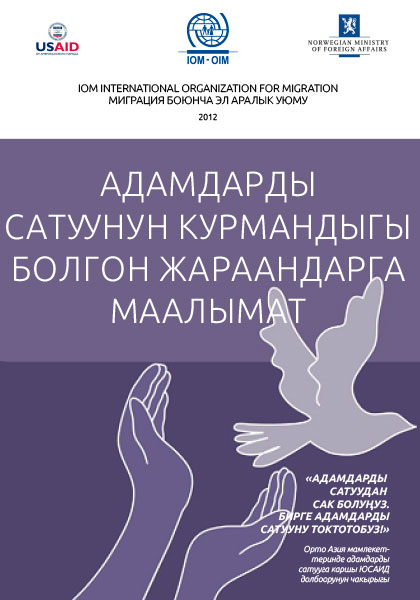 USAID
IOM·OIM
NORWEGIAN MINISTRY
OF FOREIGN AFFAIRS
IOM INTERNATIONAL ORGANIZATION FOR MIGRATION
МИГРАЦИЯ БОЮНЧА ЭЛ АРАЛЫК УЮМУ
2012
АДАМДАРДЫ
САТУУНУН КУРМАНДЫГЫ
БОЛГОН ЖАРААНДАРГА
МААЛЫМАТ
«АДАМДАРДЫ
САТУУДАН
САК БОЛУҢУЗ.
БИРГЕ АДАМДАРДЫ
САТУУНУ ТОКТОТОБУЗ!»
Орто Азия мамлекет-
теринде адамдарды
сатууга каршы ЮСАИД
долбоорунун чакырыгы